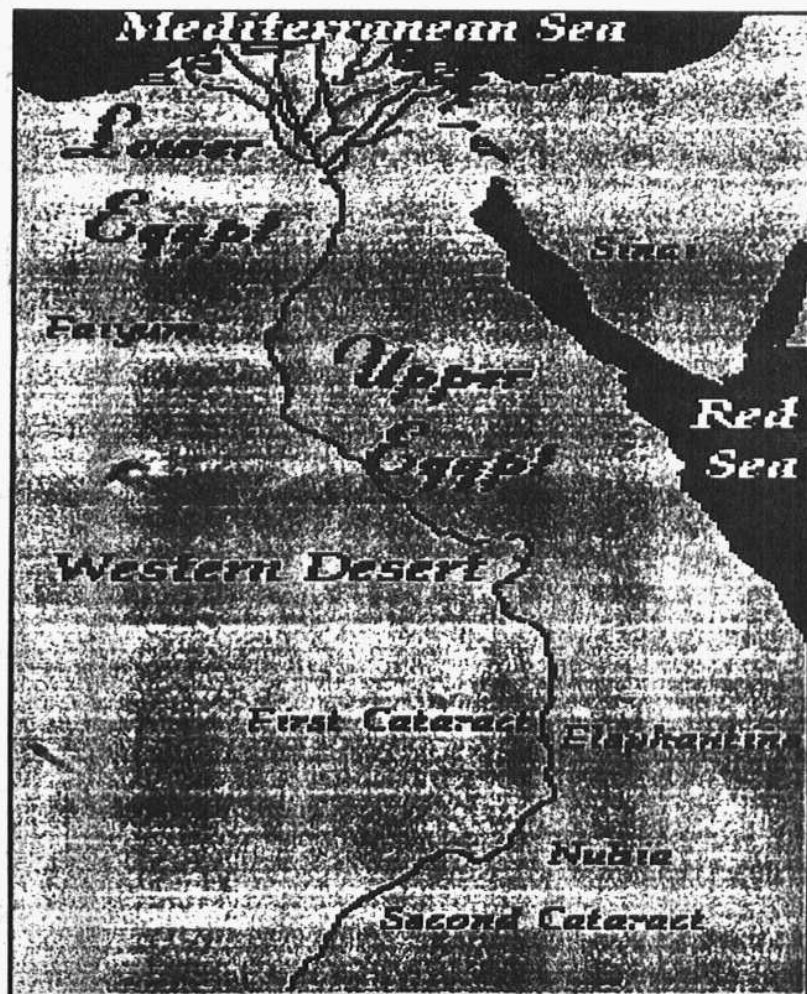 Mediterranean Sea
Lower
Egypt
Sinai
Faiyum
Upper
Egypt
Red
Sea
Western Desert
First Cataract
Elephantine
Nubia
Second Cataract